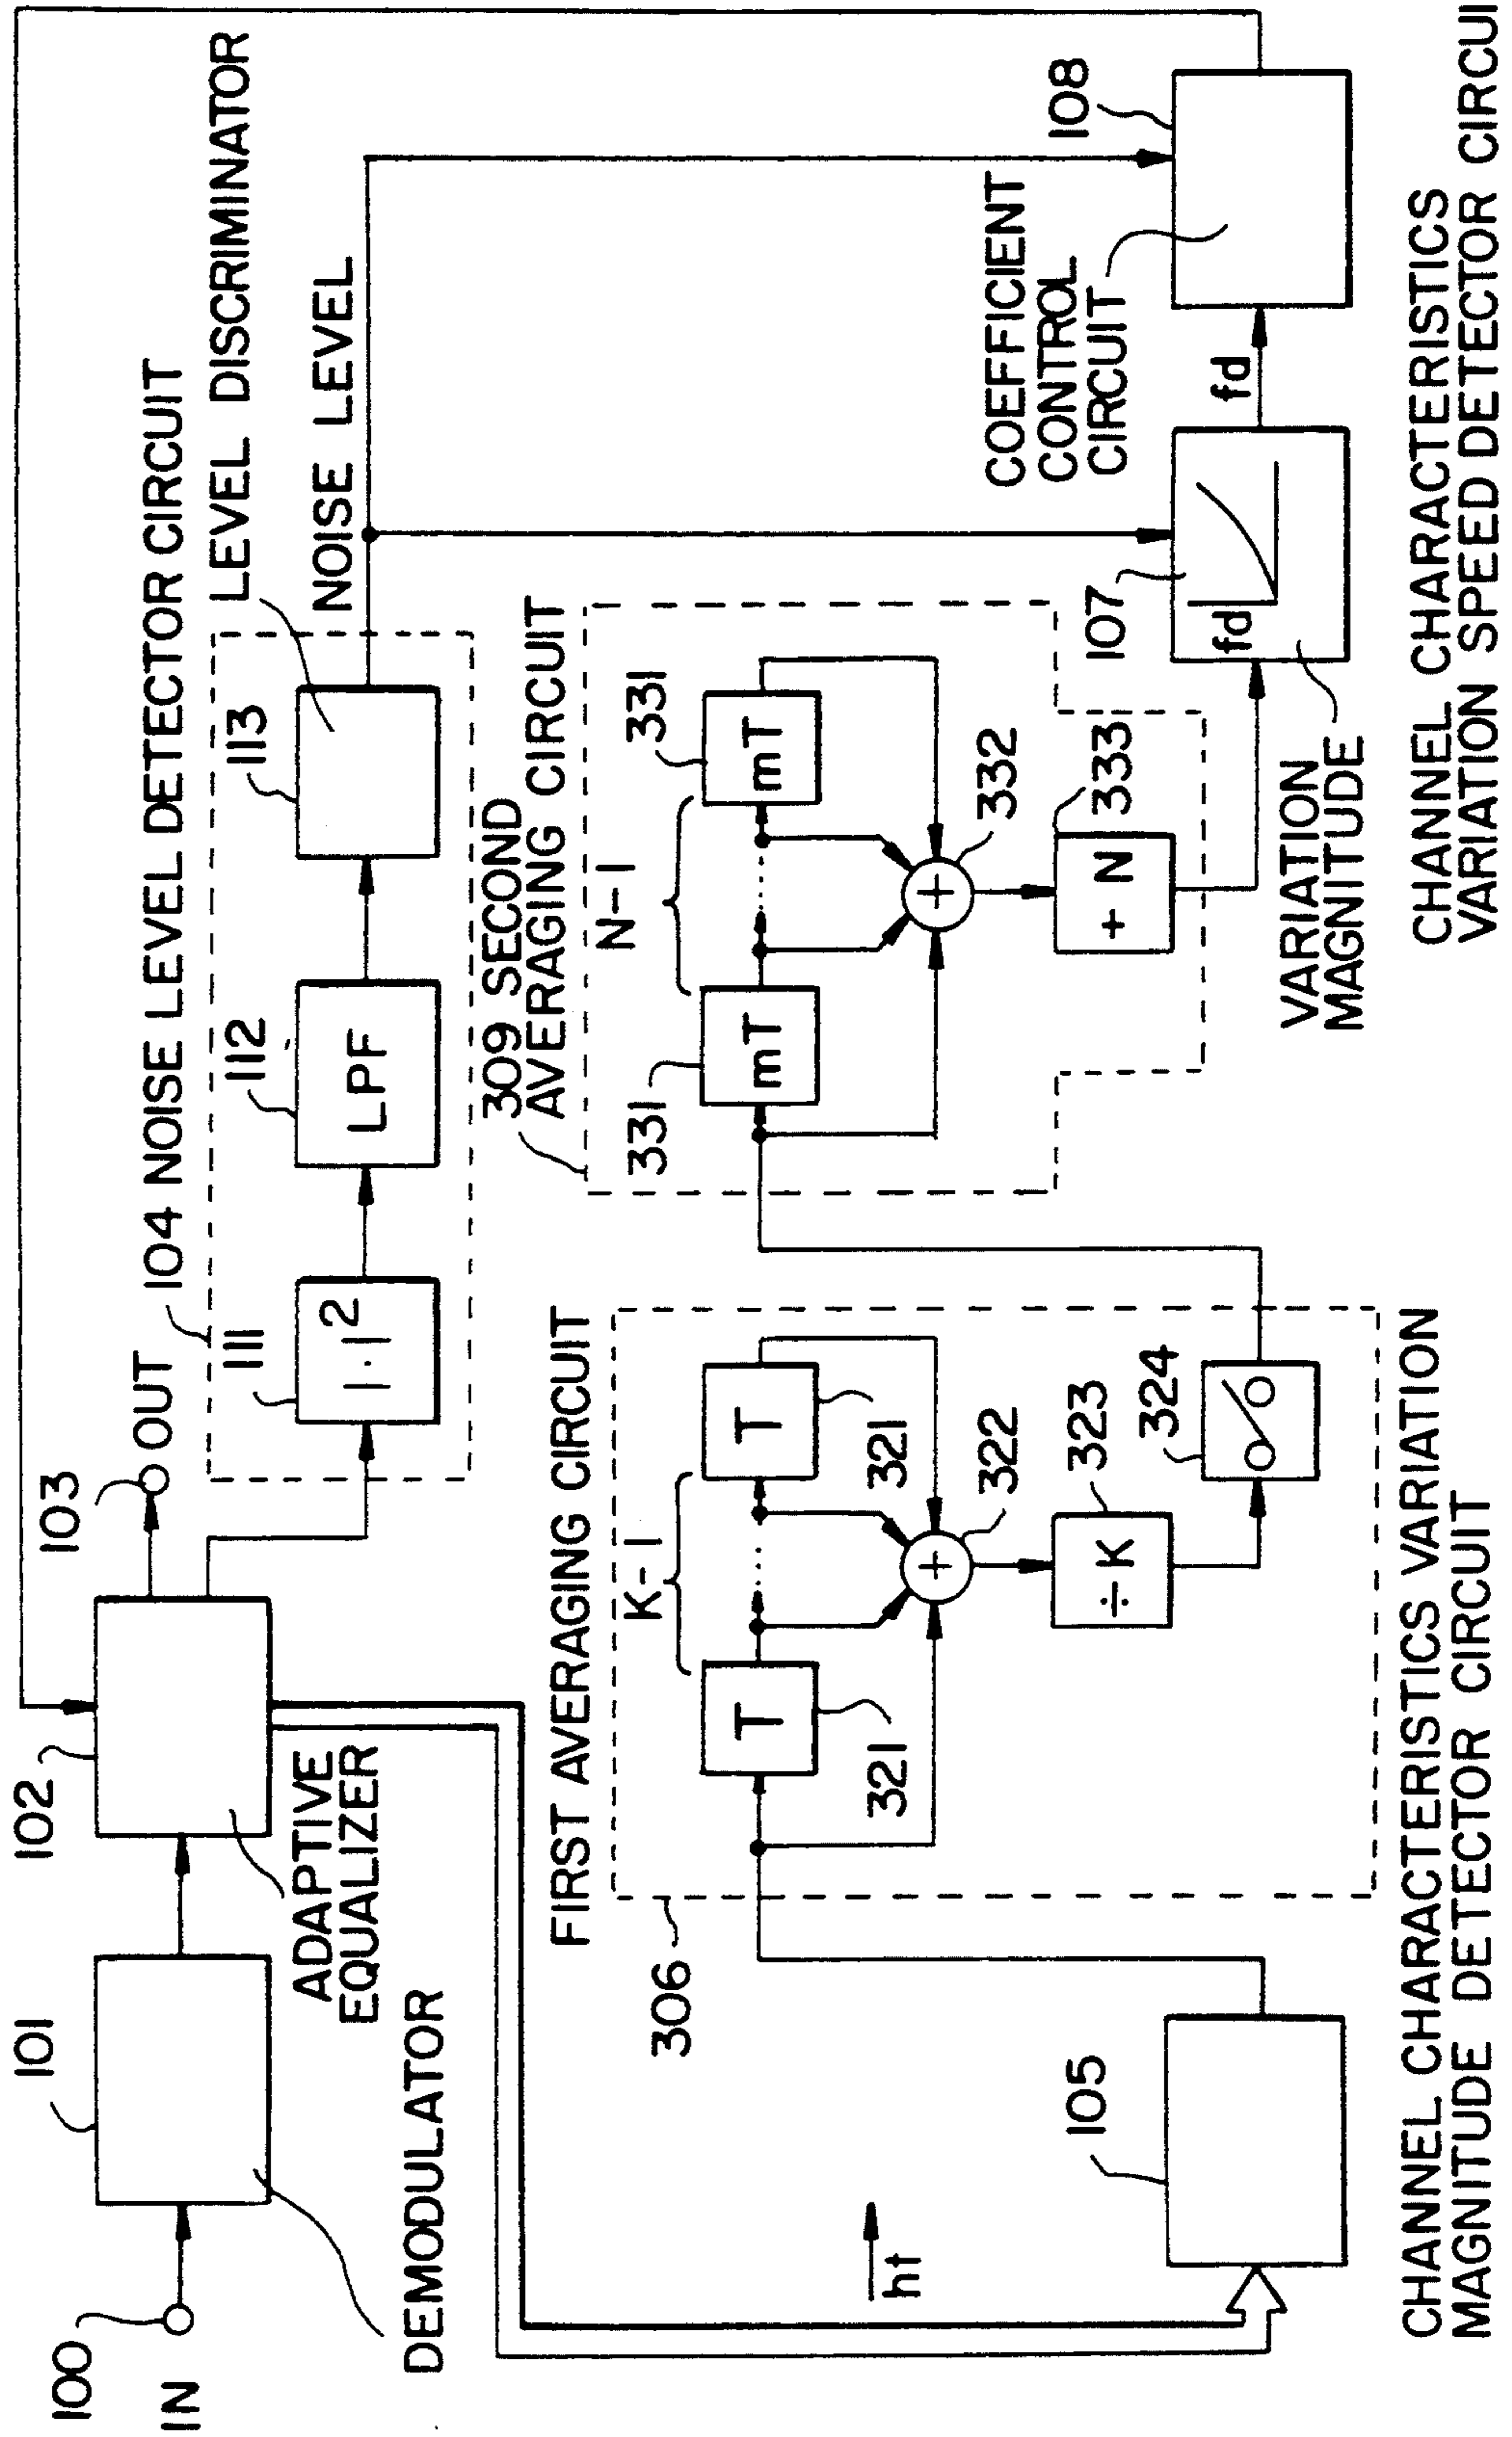 100
IN
101
DEMODULATOR
102
ADAPTIVE
EQUALIZER
103
OUT
104 NOISE LEVEL DETECTOR CIRCUIT
111
|·|2
112
LPF
113
LEVEL DISCRIMINATOR
NOISE LEVEL
FIRST AVERAGING CIRCUIT
306
K-1
T
T
321
321
+
322
÷K
323
324
309 SECOND
AVERAGING CIRCUIT
N-1
331
mT
331
mT
+
332
+ N
333
ht
105
CHANNEL CHARACTERISTICS VARIATION
MAGNITUDE DETECTOR CIRCUIT
107
fd
VARIATION
MAGNITUDE
fd
COEFFICIENT
CONTROL
CIRCUIT
108
CHANNEL CHARACTERISTICS
VARIATION SPEED DETECTOR CIRCUI